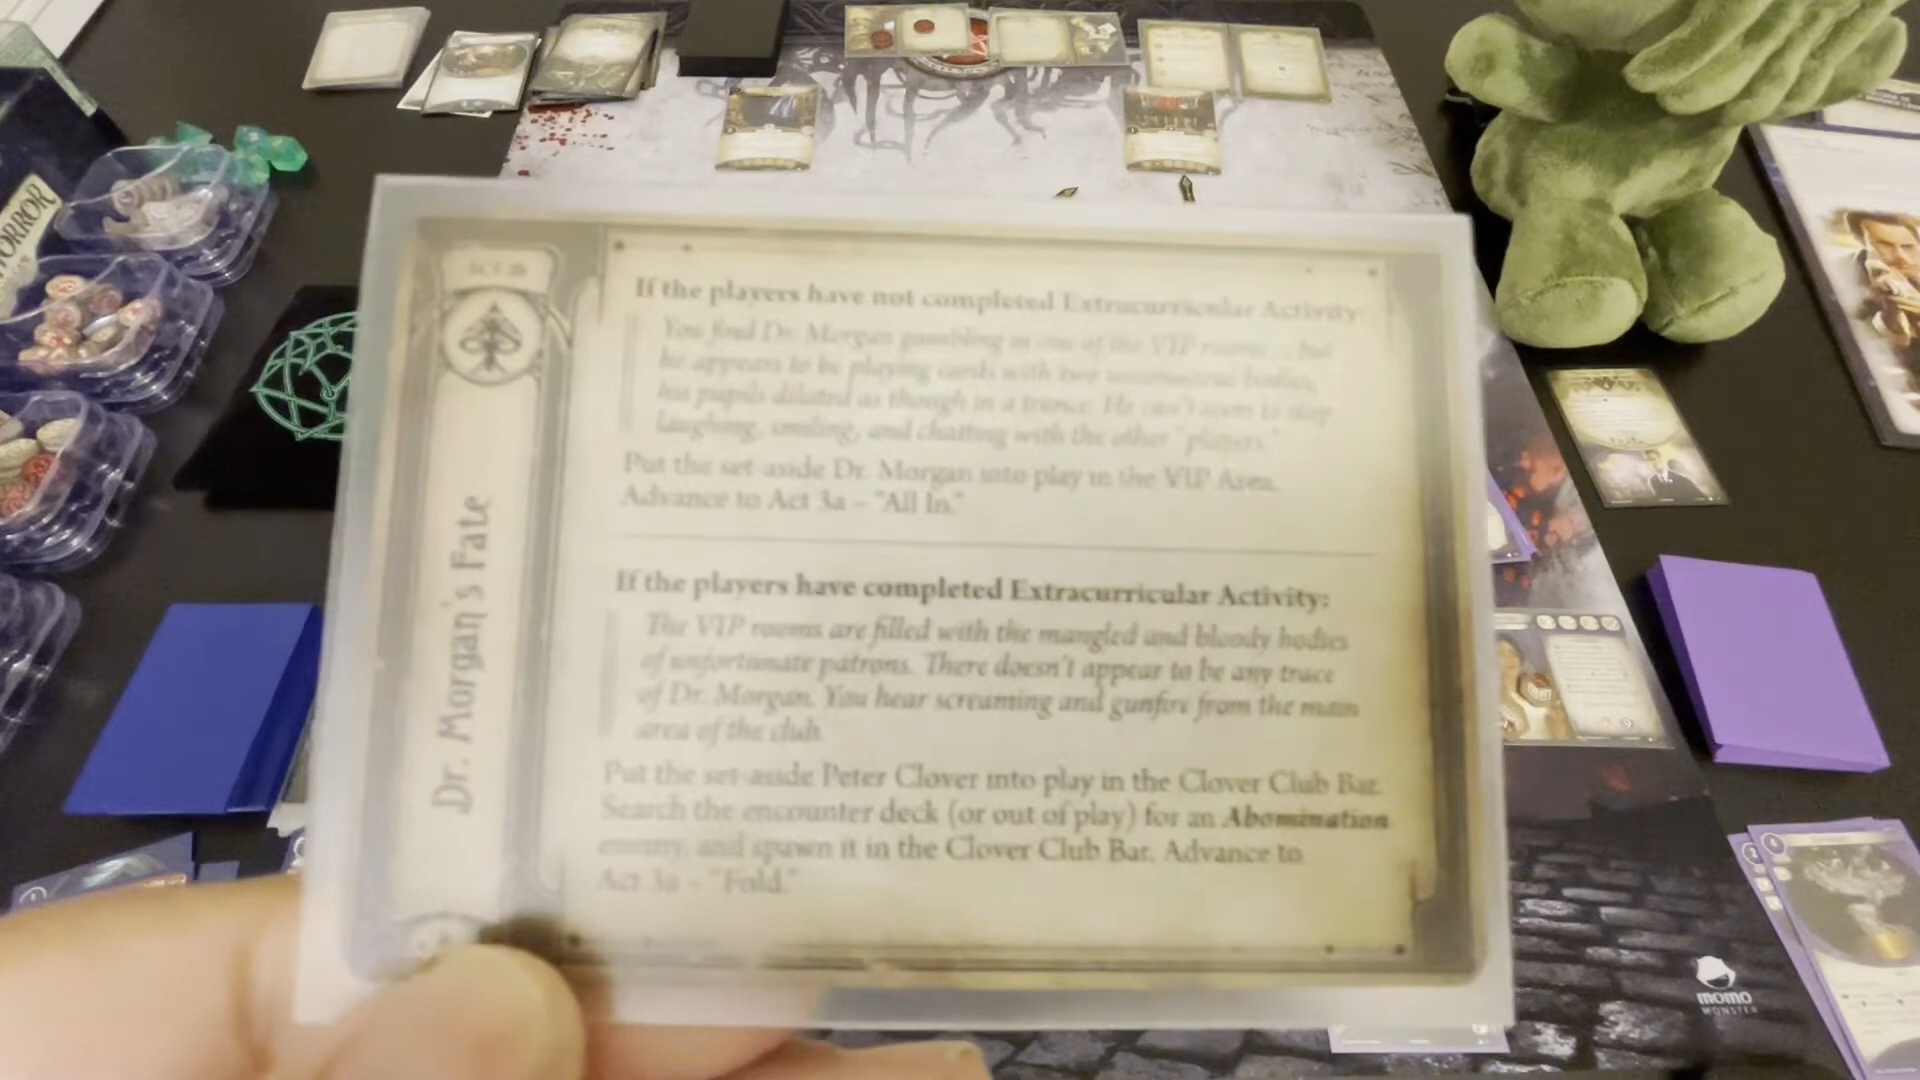 HORROR
Act 2b
Dr. Morgan's Fate
If the players have not completed Extracurricular Activity:
You find Dr. Morgan gambling in one of the VIP rooms... but
he appears to be playing cards with two unconscious bodies,
his pupils dilated as though in a trance. He can't seem to stop
laughing, smiling, and chatting with the other "players."
Put the set-aside Dr. Morgan into play in the VIP Area.
Advance to Act 3a – "All In."
If the players have completed Extracurricular Activity:
The VIP rooms are filled with the mangled and bloody bodies
of unfortunate patrons. There doesn't appear to be any trace
of Dr. Morgan. You hear screaming and gunfire from the main
area of the club.
Put the set-aside Peter Clover into play in the Clover Club Bar.
Search the encounter deck (or out of play) for an Abomination
enemy, and spawn it in the Clover Club Bar. Advance to
Act 3a – "Fold."
momo
MONSTER